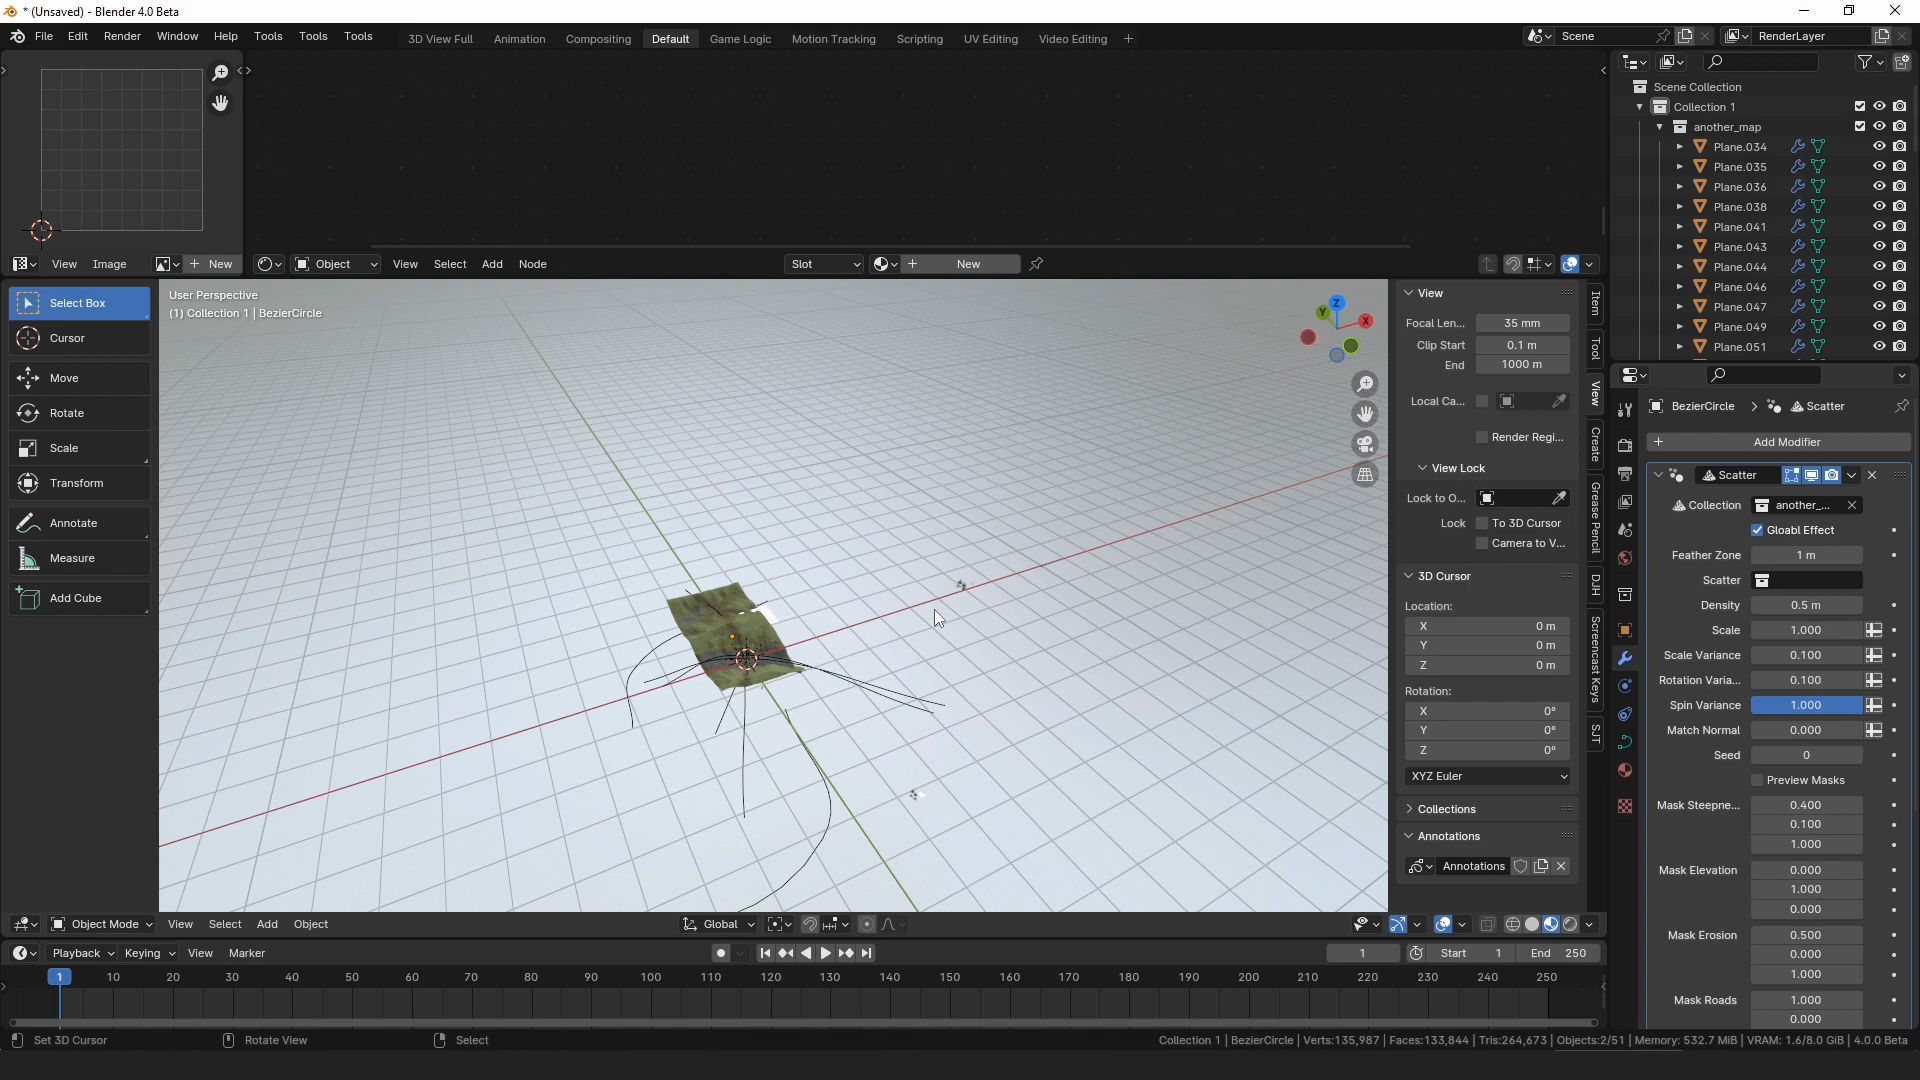 * (Unsaved) - Blender 4.0 Beta
File Edit Render Window Help Tools Tools Tools
3D View Full Animation Compositing Default Game Logic Motion Tracking Scripting UV Editing Video Editing
Scene
RenderLayer
Scene Collection
Collection 1
another_map
Plane.034
Plane.035
Plane.036
Plane.038
Plane.041
Plane.043
Plane.044
Plane.046
Plane.047
Plane.049
Plane.051
View Image New
Object View Select Add Node Slot New
Select Box
Cursor
Move
Rotate
Scale
Transform
Annotate
Measure
Add Cube
User Perspective
(1) Collection 1 | BezierCircle
Z
Y
X
View
Focal Len... 35 mm
Clip Start 0.1 m
End 1000 m
Local Ca...
Render Regi...
View Lock
Lock to O...
Lock To 3D Cursor
Camera to V...
3D Cursor
Location:
X 0 m
Y 0 m
Z 0 m
Rotation:
X 0°
Y 0°
Z 0°
XYZ Euler
Collections
Annotations
Annotations
Item
Tool
View
Create
Grease Pencil
DJH
Screencast Keys
SJT
BezierCircle Scatter
Add Modifier
Scatter
Collection another_...
Gloabl Effect
Feather Zone 1 m
Scatter
Density 0.5 m
Scale 1.000
Scale Variance 0.100
Rotation Varia... 0.100
Spin Variance 1.000
Match Normal 0.000
Seed 0
Preview Masks
Mask Steepne... 0.400
0.100
1.000
Mask Elevation 0.000
1.000
0.000
Mask Erosion 0.500
0.000
1.000
Mask Roads 1.000
0.000
Object Mode View Select Add Object Global
Playback Keying View Marker 1 Start 1 End 250
1 10 20 30 40 50 60 70 80 90 100 110 120 130 140 150 160 170 180 190 200 210 220 230 240 250
Set 3D Cursor Rotate View Select
Collection 1 | BezierCircle | Verts:135,987 | Faces:133,844 | Tris:264,673 | Objects:2/51 | Memory: 532.7 MiB | VRAM: 1.6/8.0 GiB | 4.0.0 Beta